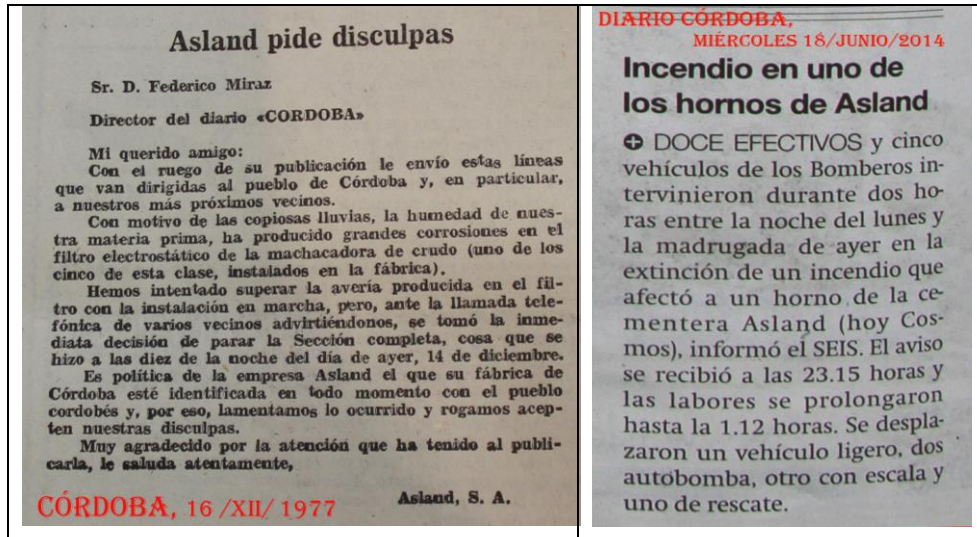 Asland pide disculpas
Sr. D. Federico Miraz
Director del diario «CORDOBA»
Mi querido amigo:
Con el ruego de su publicación le envío estas líneas
que van dirigidas al pueblo de Córdoba y, en particular,
a nuestros más próximos vecinos.
Con motivo de las copiosas lluvias, la humedad de nues-
tra materia prima, ha producido grandes corrosiones en el
filtro electrostático de la machacadora de crudo (uno de los
cinco de esta clase, instalados en la fábrica).
Hemos intentado superar la avería producida en el fil-
tro con la instalación en marcha, pero, ante la llamada tele-
fónica de varios vecinos advirtiéndonos, se tomó la inme-
diata decisión de parar la Sección completa, cosa que se
hizo a las diez de la noche del día de ayer, 14 de diciembre.
Es política de la empresa Asland el que su fábrica de
Córdoba esté identificada en todo momento con el pueblo
cordobés y, por eso, lamentamos lo ocurrido y rogamos acep-
ten nuestras disculpas.
Muy agradecido por la atención que ha tenido al publi-
carla, le saluda atentamente,
Asland, S. A.
CÓRDOBA, 16 /XII/ 1977
DIARIO CÓRDOBA,
MIÉRCOLES 18/JUNIO/2014
Incendio en uno de
los hornos de Asland
DOCE EFECTIVOS y cinco
vehículos de los Bomberos in-
tervinieron durante dos ho-
ras entre la noche del lunes y
la madrugada de ayer en la
extinción de un incendio que
afectó a un horno de la ce-
mentera Asland (hoy Cos-
mos), informó el SEIS. El aviso
se recibió a las 23.15 horas y
las labores se prolongaron
hasta la 1.12 horas. Se despla-
zaron un vehículo ligero, dos
autobomba, otro con escala y
uno de rescate.